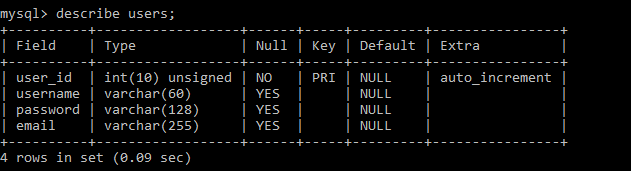 mysql> describe users;
+----------+------------------+------+-----+---------+----------------+
| Field    | Type             | Null | Key | Default | Extra          |
+----------+------------------+------+-----+---------+----------------+
| user_id  | int(10) unsigned | NO   | PRI | NULL    | auto_increment |
| username | varchar(60)      | YES  |     | NULL    |                |
| password | varchar(128)     | YES  |     | NULL    |                |
| email    | varchar(255)     | YES  |     | NULL    |                |
+----------+------------------+------+-----+---------+----------------+
4 rows in set (0.09 sec)